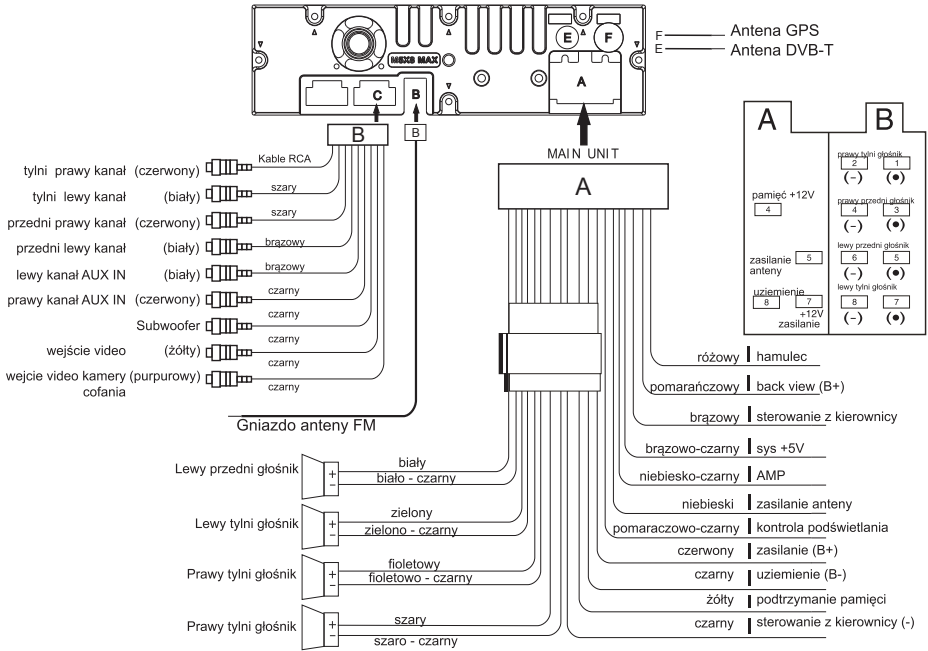 F Antena GPS
E Antena DVB-T
E
F
M5X8 MAX
A
C
B
B
B
MAIN UNIT
A
tylni prawy kanał (czerwony) Kable RCA
tylni lewy kanał (biały) szary
przedni prawy kanał (czerwony) szary
przedni lewy kanał (biały) brązowy
lewy kanał AUX IN (biały) brązowy
prawy kanał AUX IN (czerwony) czarny
Subwoofer czarny
wejście video (żółty) czarny
wejcie video kamery (purpurowy) czarny
cofania
czarny
Gniazdo anteny FM
Lewy przedni głośnik + − biały
biało - czarny
Lewy tylni głośnik + − zielony
zielono - czarny
Prawy tylni głośnik + − fioletowy
fioletowo - czarny
Prawy tylni głośnik + − szary
szaro - czarny
A
pamięć +12V
4
zasilanie 5
anteny
uziemienie
8 7
+12V
zasilanie
B
prawy tylni głośnik
2 1
(−) (•)
prawy przedni głośnik
4 3
(−) (•)
lewy przedni głośnik
6 5
(−) (•)
lewy tylni głośnik
8 7
(−) (•)
różowy hamulec
pomarańczowy back view (B+)
brązowy sterowanie z kierownicy
brązowo-czarny sys +5V
niebiesko-czarny AMP
niebieski zasilanie anteny
pomaraczowo-czarny kontrola podświetlania
czerwony zasilanie (B+)
czarny uziemienie (B-)
żółty podtrzymanie pamięci
czarny sterowanie z kierownicy (-)